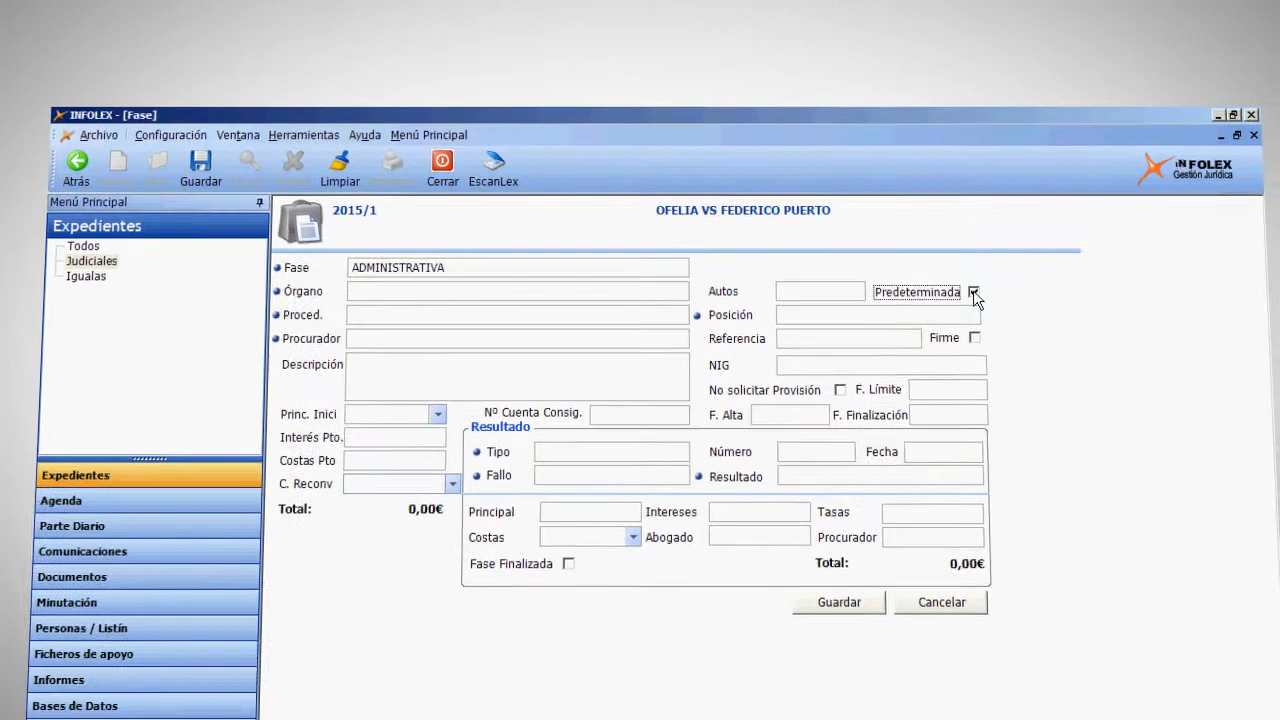 INFOLEX - [Fase]
Archivo Configuración Ventana Herramientas Ayuda Menú Principal
Atrás Guardar Limpiar Cerrar EscanLex
INFOLEX
Gestión Jurídica
Menú Principal
Expedientes
Todos
Judiciales
Igualas
Expedientes
Agenda
Parte Diario
Comunicaciones
Documentos
Minutación
Personas / Listín
Ficheros de apoyo
Informes
Bases de Datos
2015/1 OFELIA VS FEDERICO PUERTO
Fase ADMINISTRATIVA
Órgano Autos Predeterminada
Proced. Posición
Procurador Referencia Firme
Descripción NIG
No solicitar Provisión F. Límite
Princ. Inici Nº Cuenta Consig. F. Alta F. Finalización
Resultado
Interés Pto.
Tipo Número Fecha
Costas Pto
Fallo Resultado
C. Reconv
Total: 0,00€
Principal Intereses Tasas
Costas Abogado Procurador
Fase Finalizada Total: 0,00€
Guardar Cancelar